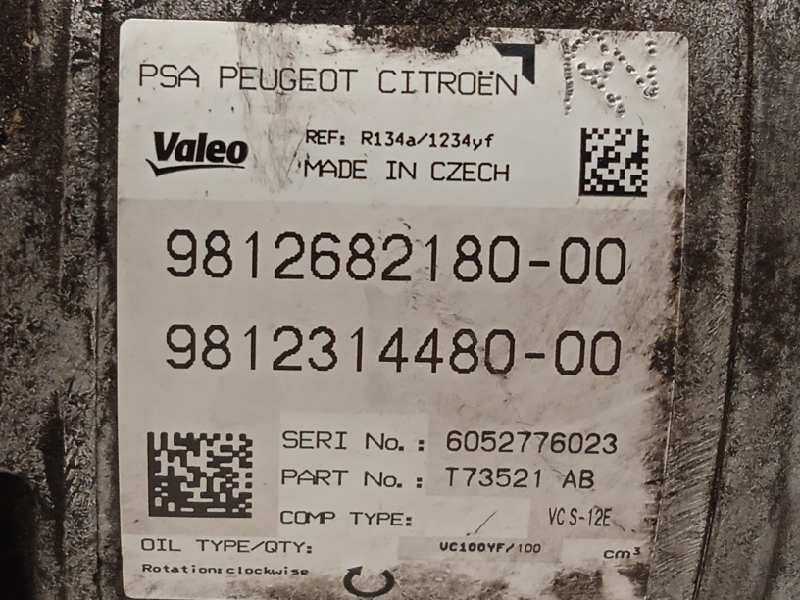 PSA PEUGEOT CITROËN
Valeo
REF: R134a/1234yf
MADE IN CZECH
9812682180-00
9812314480-00
SERI No.: 6052776023
PART No.: T73521 AB
COMP TYPE: VCS-12E
OIL TYPE/QTY: VC100YF/100 cm³
Rotation:clockwise